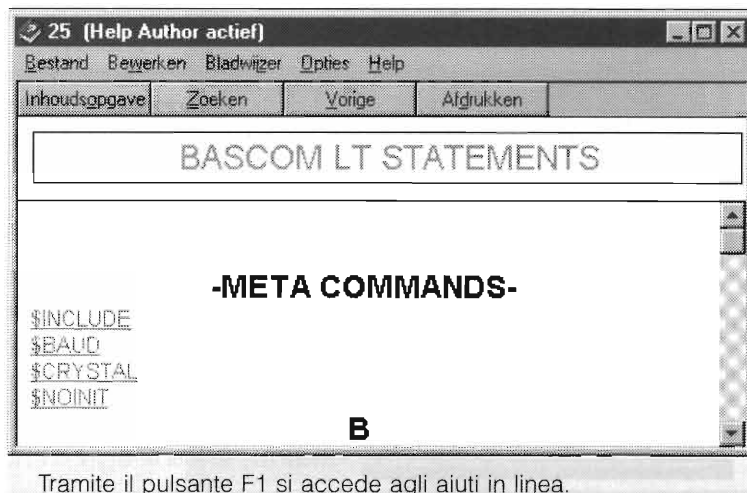 25 (Help Author actief)
Bestand Bewerken Bladwijzer Opties Help
Inhoudsopgave Zoeken Vorige Afdrukken
BASCOM LT STATEMENTS
-META COMMANDS-
$INCLUDE
$BAUD
$CRYSTAL
$NOINIT
B
Tramite il pulsante F1 si accede agli aiuti in linea.